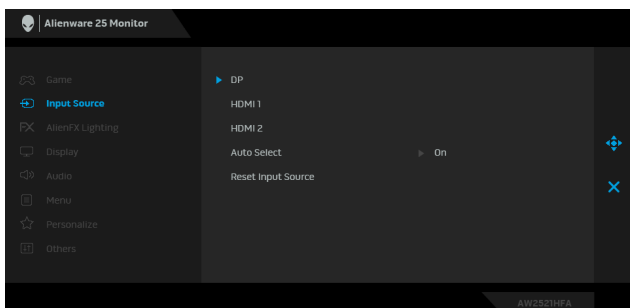 Alienware 25 Monitor
Game
Input Source
AlienFX Lighting
Display
Audio
Menu
Personalize
Others
DP
HDMI 1
HDMI 2
Auto Select On
Reset Input Source
AW2521HFA